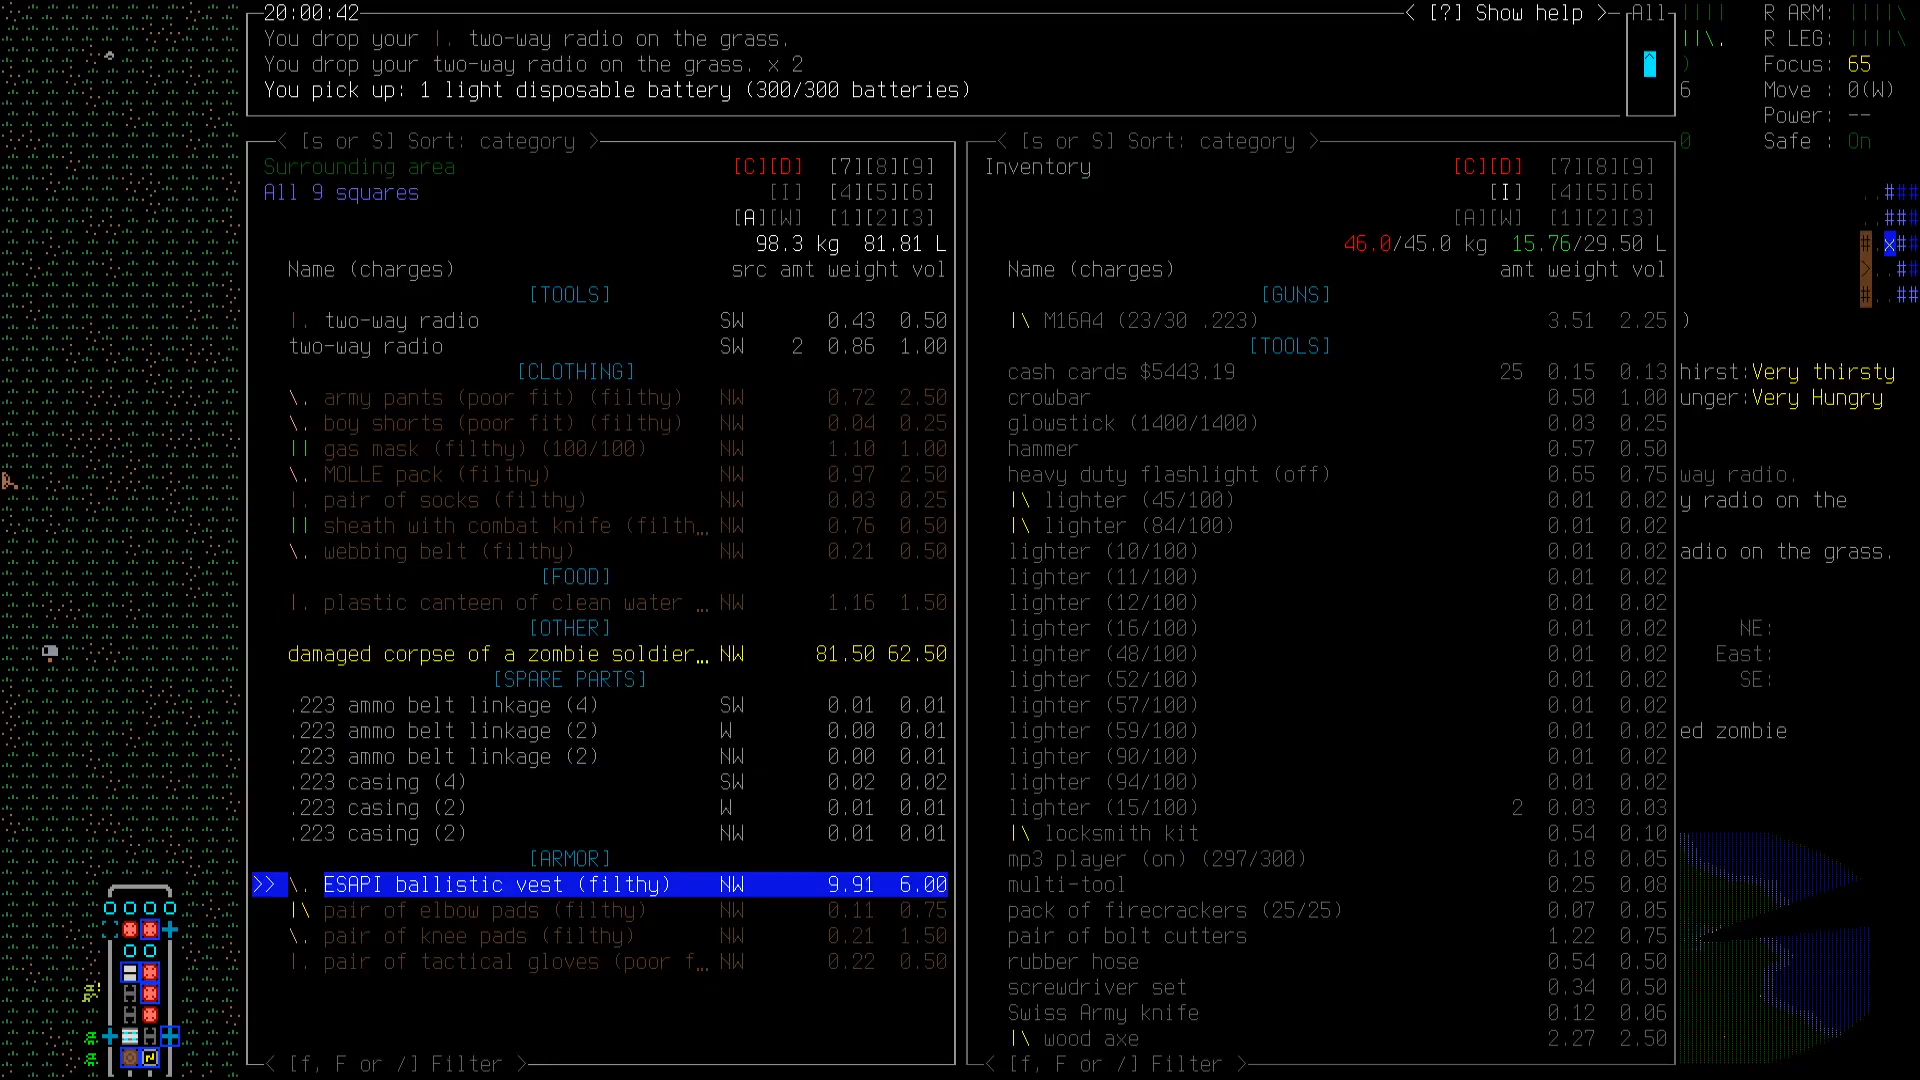 20:00:42 < [?] Show help >
You drop your |. two-way radio on the grass.
You drop your two-way radio on the grass. x 2
You pick up: 1 light disposable battery (300/300 batteries)
All
R ARM:
R LEG:
Focus: 65
6 Move : 0(W)
Power: --
0 Safe : On
< [s or S] Sort: category >
Surrounding area [C][D] [7][8][9]
All 9 squares [I] [4][5][6]
[A][W] [1][2][3]
98.3 kg 81.81 L
Name (charges) src amt weight vol
[TOOLS]
|. two-way radio SW 0.43 0.50
two-way radio SW 2 0.86 1.00
[CLOTHING]
\. army pants (poor fit) (filthy) NW 0.72 2.50
\. boy shorts (poor fit) (filthy) NW 0.04 0.25
|| gas mask (filthy) (100/100) NW 1.10 1.00
\. MOLLE pack (filthy) NW 0.97 2.50
|. pair of socks (filthy) NW 0.03 0.25
|| sheath with combat knife (filth… NW 0.76 0.50
\. webbing belt (filthy) NW 0.21 0.50
[FOOD]
|. plastic canteen of clean water … NW 1.16 1.50
[OTHER]
damaged corpse of a zombie soldier… NW 81.50 62.50
[SPARE PARTS]
.223 ammo belt linkage (4) SW 0.01 0.01
.223 ammo belt linkage (2) W 0.00 0.01
.223 ammo belt linkage (2) NW 0.00 0.01
.223 casing (4) SW 0.02 0.02
.223 casing (2) W 0.01 0.01
.223 casing (2) NW 0.01 0.01
[ARMOR]
>> \. ESAPI ballistic vest (filthy) NW 9.91 6.00
|\ pair of elbow pads (filthy) NW 0.11 0.75
\. pair of knee pads (filthy) NW 0.21 1.50
|. pair of tactical gloves (poor f… NW 0.22 0.50
< [f, F or /] Filter >
< [s or S] Sort: category >
Inventory [C][D] [7][8][9]
[I] [4][5][6]
[A][W] [1][2][3]
46.0/45.0 kg 15.76/29.50 L
Name (charges) amt weight vol
[GUNS]
|\ M16A4 (23/30 .223) 3.51 2.25
[TOOLS]
cash cards $5443.19 25 0.15 0.13
crowbar 0.50 1.00
glowstick (1400/1400) 0.03 0.25
hammer 0.57 0.50
heavy duty flashlight (off) 0.65 0.75
|\ lighter (45/100) 0.01 0.02
|\ lighter (84/100) 0.01 0.02
lighter (10/100) 0.01 0.02
lighter (11/100) 0.01 0.02
lighter (12/100) 0.01 0.02
lighter (16/100) 0.01 0.02
lighter (48/100) 0.01 0.02
lighter (52/100) 0.01 0.02
lighter (57/100) 0.01 0.02
lighter (59/100) 0.01 0.02
lighter (90/100) 0.01 0.02
lighter (94/100) 0.01 0.02
lighter (15/100) 2 0.03 0.03
|\ locksmith kit 0.54 0.10
mp3 player (on) (297/300) 0.18 0.05
multi-tool 0.25 0.08
pack of firecrackers (25/25) 0.07 0.05
pair of bolt cutters 1.22 0.75
rubber hose 0.54 0.50
screwdriver set 0.34 0.50
Swiss Army knife 0.12 0.06
|\ wood axe 2.27 2.50
< [f, F or /] Filter >
)
hirst:Very thirsty
unger:Very Hungry
way radio.
y radio on the
adio on the grass.
NE:
East:
SE:
ed zombie